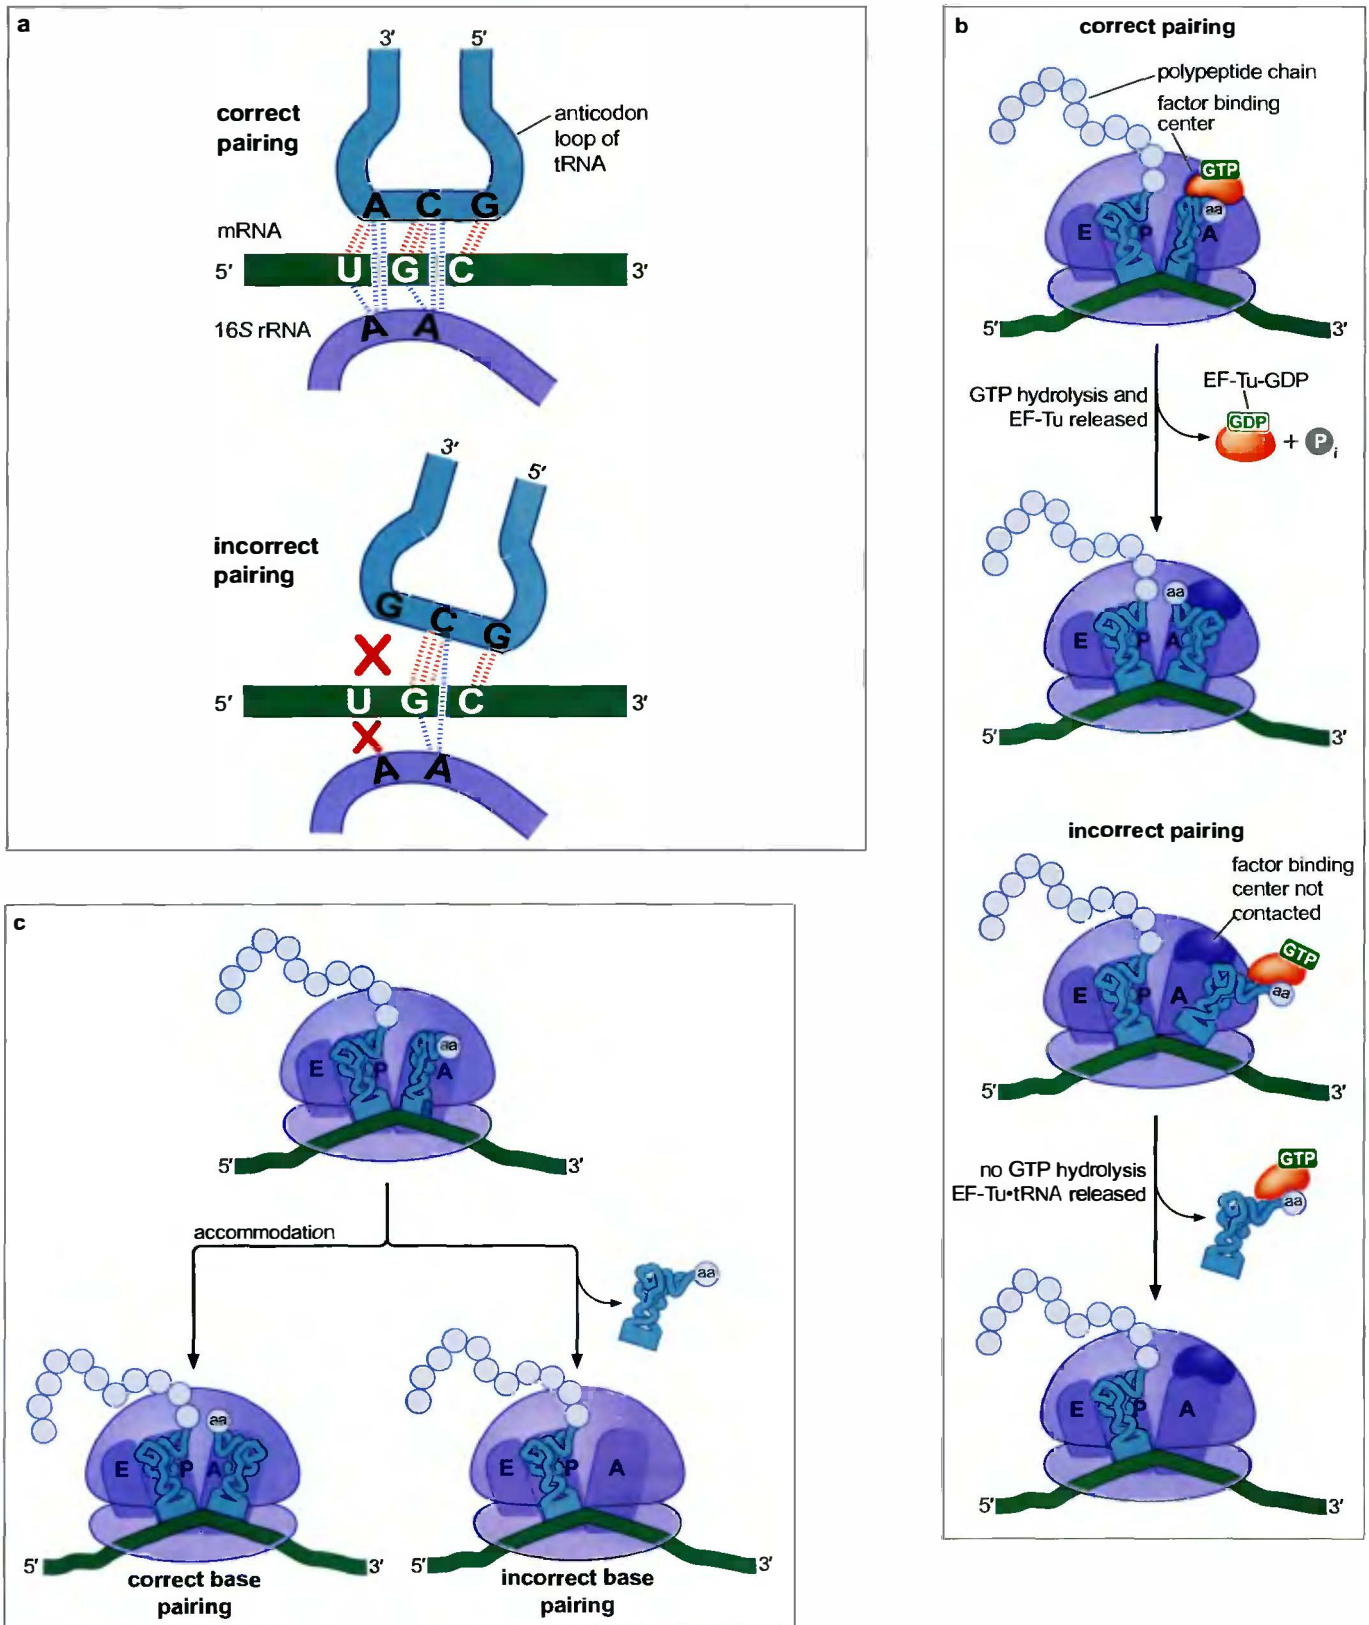 a
3′ 5′
correct
pairing
anticodon
loop of
tRNA
A C G
mRNA
5′ U G C 3′
16S rRNA
A A
3′ 5′
incorrect
pairing
G C G
5′ U G C 3′
A A
b
correct pairing
polypeptide chain
factor binding
center
GTP
aa
E P A
5′ 3′
GTP hydrolysis and
EF-Tu released
EF-Tu-GDP
GDP
+ Pi
aa
E P A
5′ 3′
incorrect pairing
factor binding
center not
contacted
GTP
aa
E P A
5′ 3′
no GTP hydrolysis
EF-Tu•tRNA released
GTP
aa
E P A
5′ 3′
c
aa
E P A
5′ 3′
accommodation
aa
aa
E P A
5′ 3′
correct base
pairing
E P A
5′ 3′
incorrect base
pairing